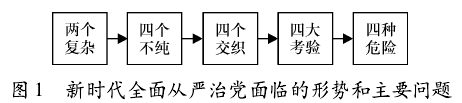 两个
复杂
四个
不纯
四个
交织
四大
考验
四种
危险
图1 新时代全面从严治党面临的形势和主要问题